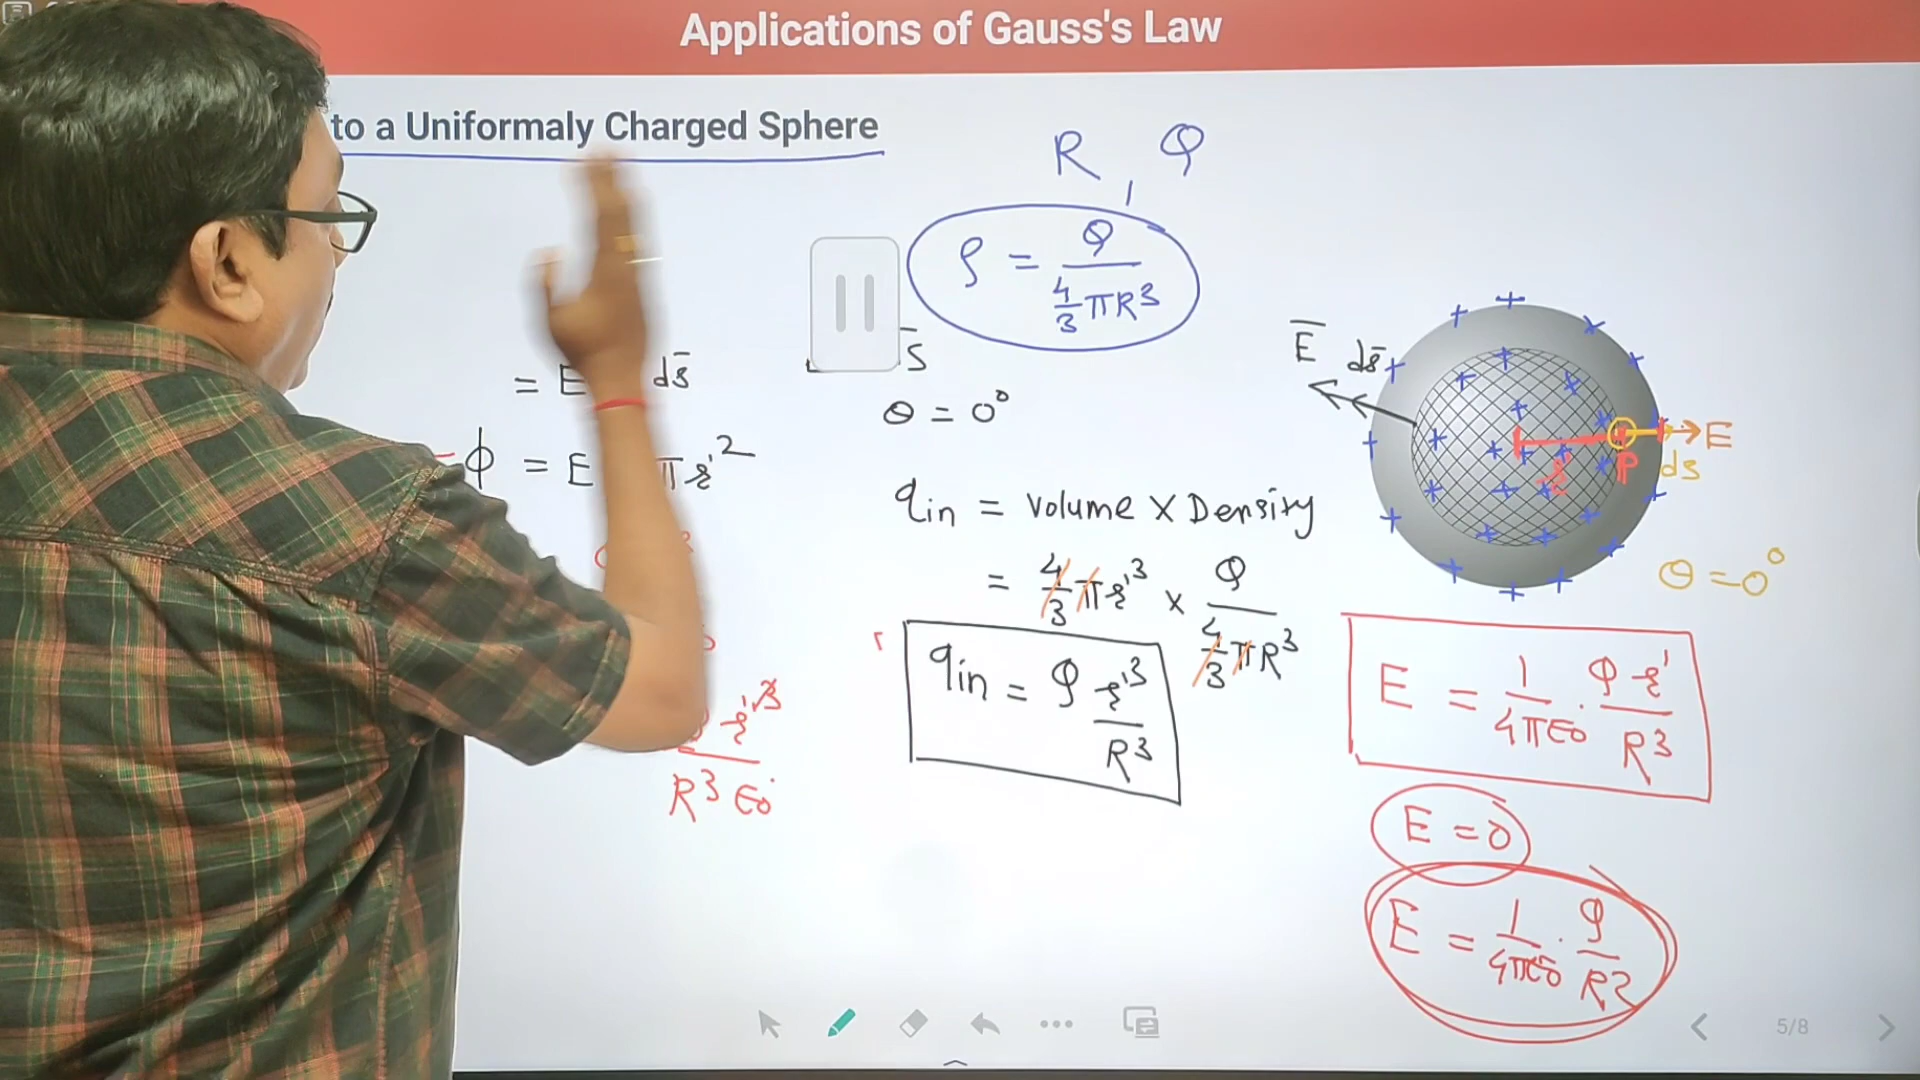 Applications of Gauss's Law
to a Uniformaly Charged Sphere
R, Q
ρ = Q / 4/3 πR³
= E ds̄
s̄
θ = 0°
ϕ = E πr'²
q_in = volume × Density
= 4/3 πr'³ × Q / 4/3 πR³
q_in = Q r'³ / R³
r'³ / R³ ϵ₀
Ē ds̄
E
r' P ds
θ = 0°
E = 1/4πϵ₀ · Q r' / R³
E = 0
E = 1/4πϵ₀ · Q / R²
5/8